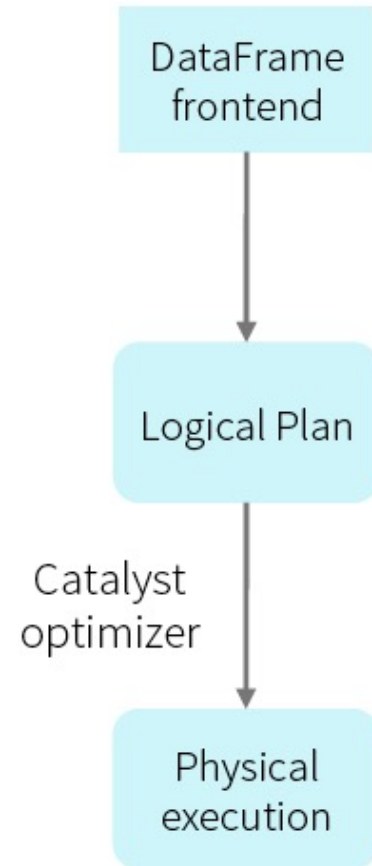 DataFrame
frontend
Logical Plan
Catalyst
optimizer
Physical
execution